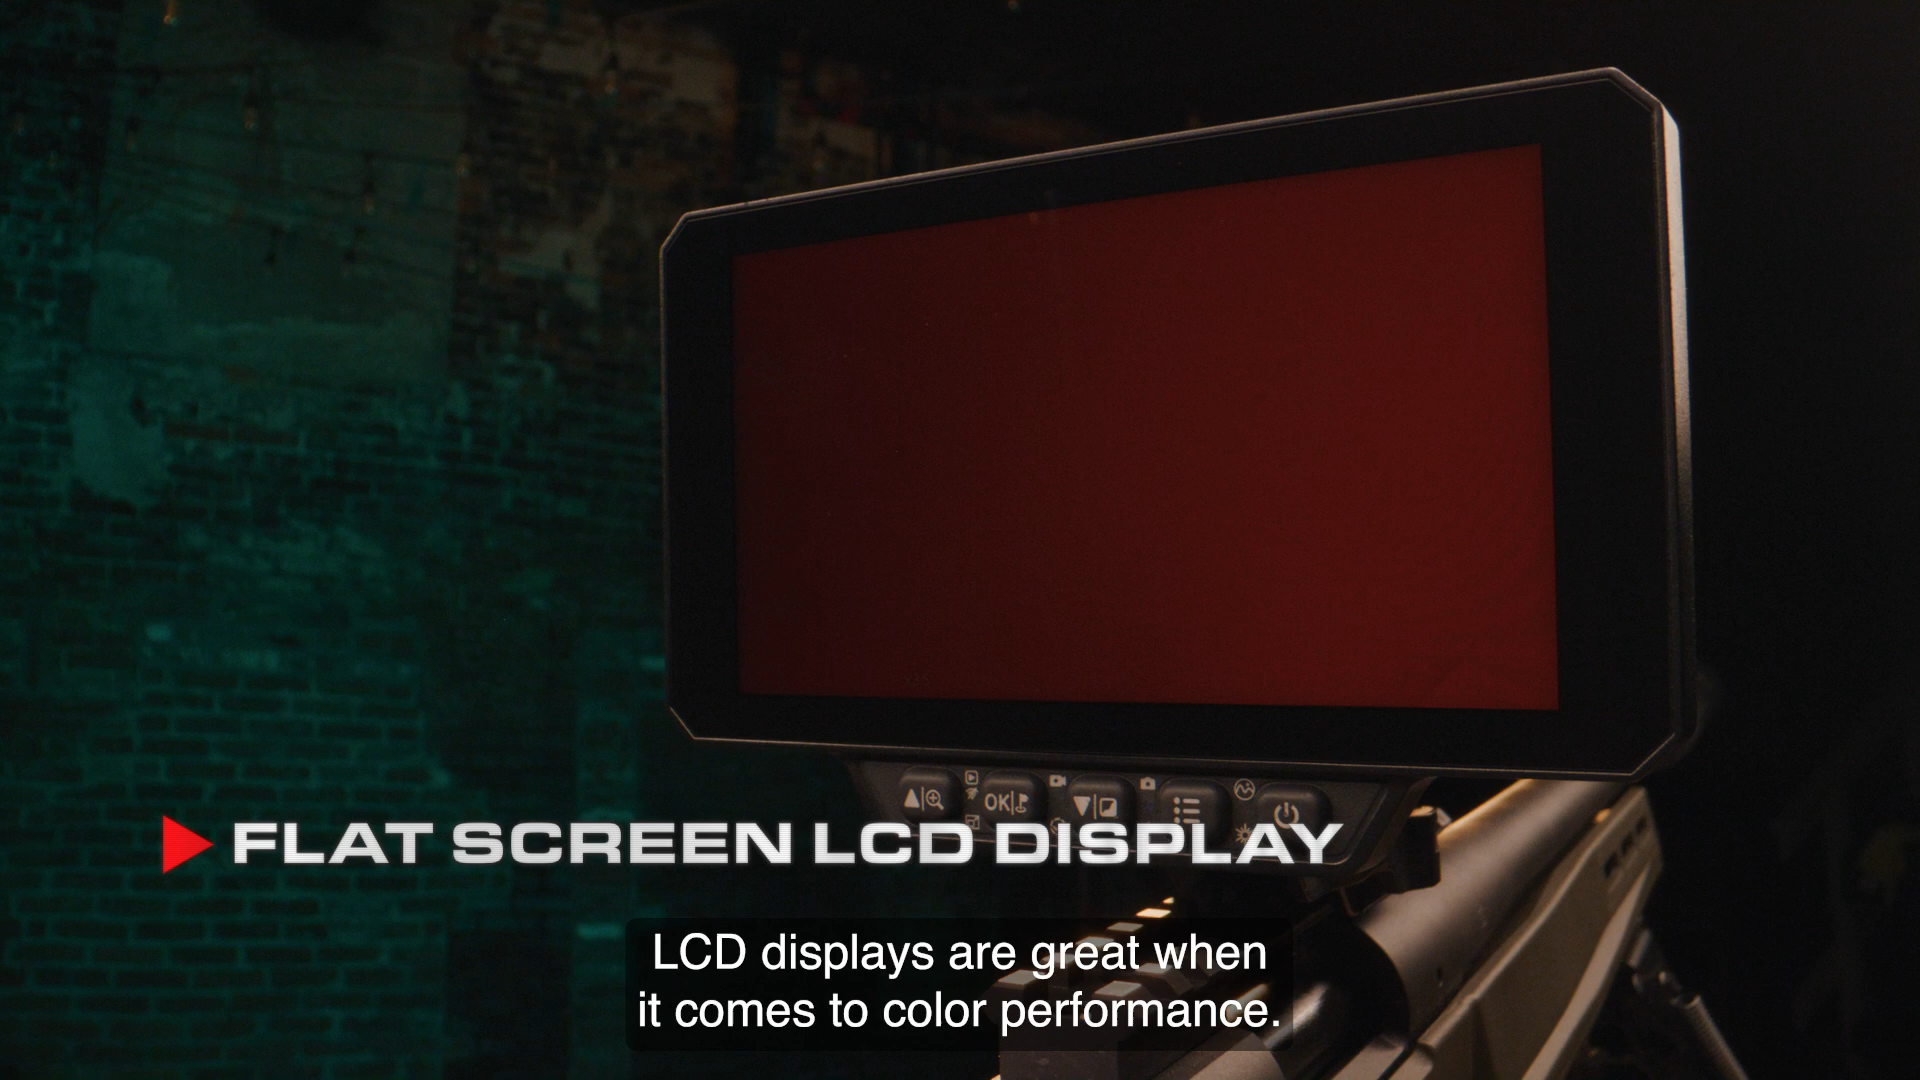 OK
FLAT SCREEN LCD DISPLAY
LCD displays are great when
it comes to color performance.